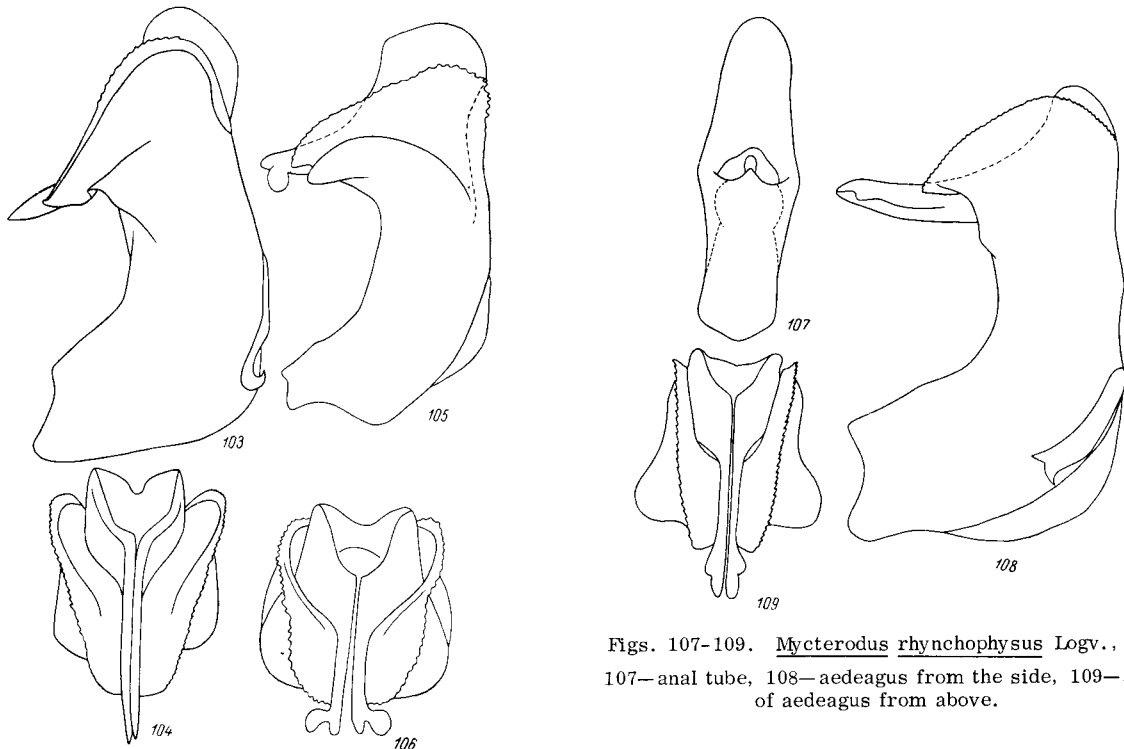 103
105
104
106
107
108
109
Figs. 107-109. Mycterodus rhynchophysus Logv.,
107—anal tube, 108—aedeagus from the side, 109—
of aedeagus from above.